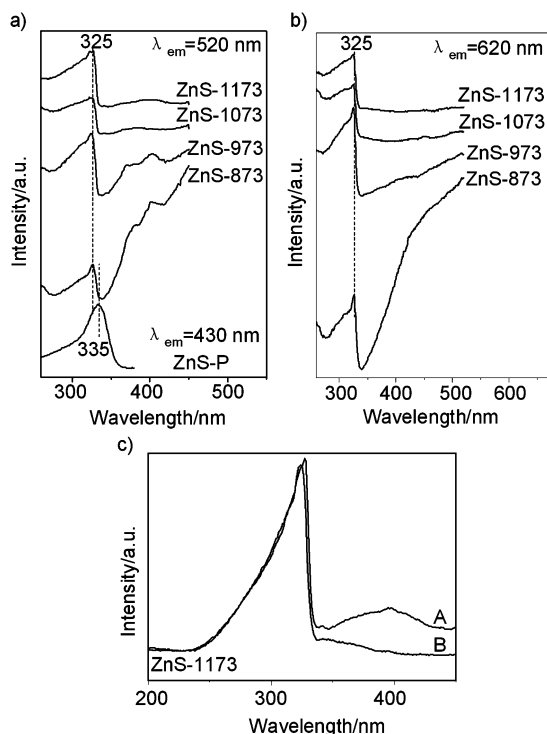 a)
325
λ em=520 nm
ZnS-1173
ZnS-1073
ZnS-973
ZnS-873
335
λ em=430 nm
ZnS-P
Intensity/a.u.
300 400 500
Wavelength/nm
b)
325
λ em=620 nm
ZnS-1173
ZnS-1073
ZnS-973
ZnS-873
Intensity/a.u.
300 400 500 600
Wavelength/nm
c)
Intensity/a.u.
A
B
ZnS-1173
200 300 400
Wavelength/nm